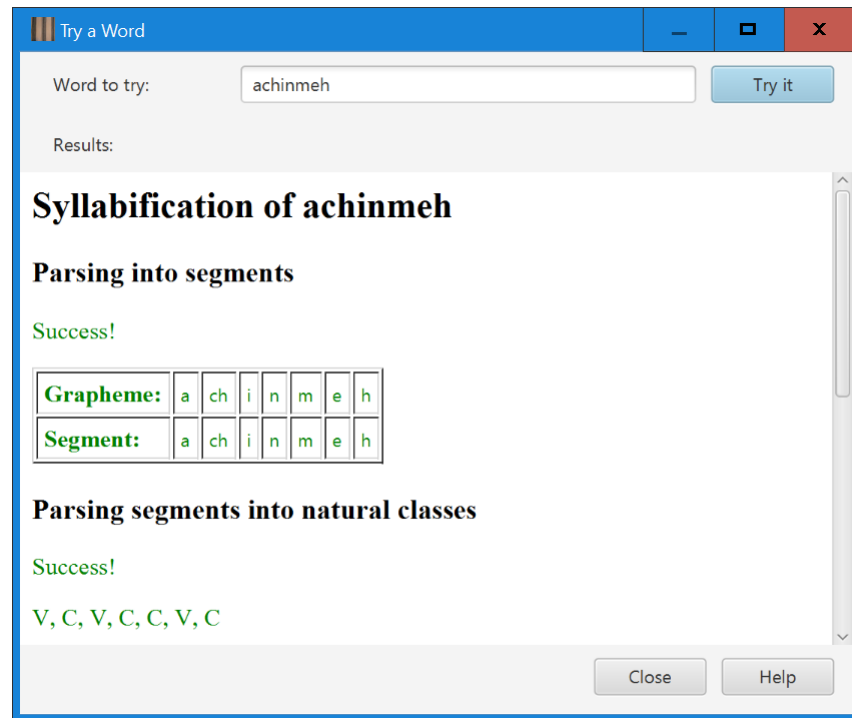 Try a Word
Word to try: achinmeh Try it
Results:
Syllabification of achinmeh
Parsing into segments
Success!
Grapheme: a ch i n m e h
Segment: a ch i n m e h
Parsing segments into natural classes
Success!
V, C, V, C, C, V, C
Close Help